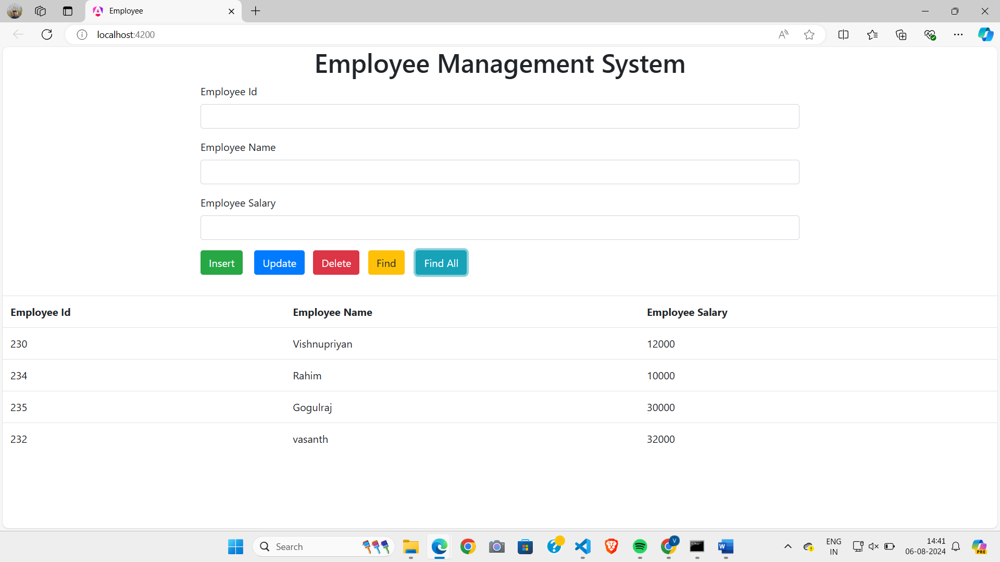 Employee
localhost:4200
Employee Management System
Employee Id
Employee Name
Employee Salary
Insert Update Delete Find Find All
Employee Id Employee Name Employee Salary
230 Vishnupriyan 12000
234 Rahim 10000
235 Gogulraj 30000
232 vasanth 32000
Search
ENG
IN
14:41
06-08-2024
V
PRE